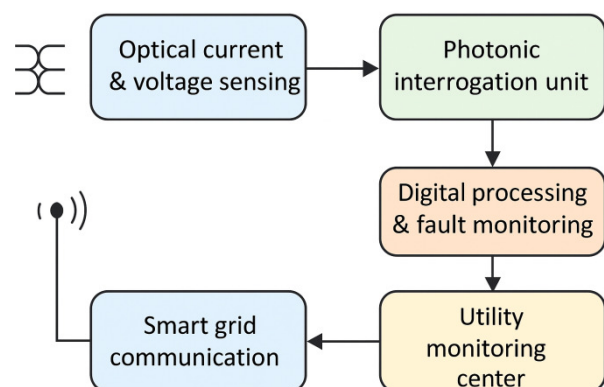 Optical current
& voltage sensing
Photonic
interrogation unit
Digital processing
& fault monitoring
Utility
monitoring
center
Smart grid
communication